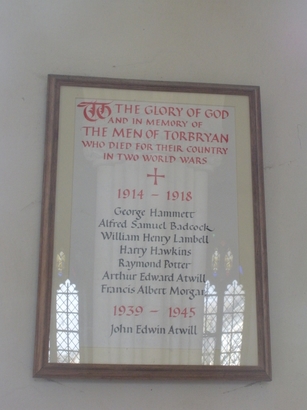 TO THE GLORY OF GOD
AND IN MEMORY OF
THE MEN OF TORBRYAN
WHO DIED FOR THEIR COUNTRY
IN TWO WORLD WARS
1914 – 1918
George Hammett
Alfred Samuel Badcock
William Henry Lambell
Harry Hawkins
Raymond Potter
Arthur Edward Atwill
Francis Albert Morgan
1939 – 1945
John Edwin Atwill